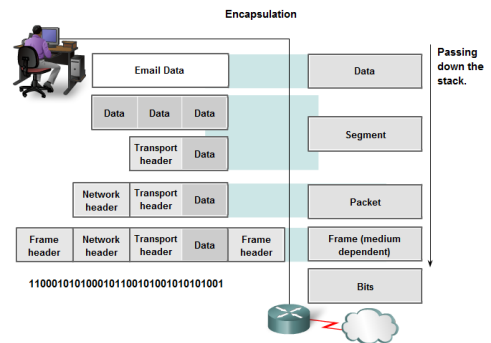 Encapsulation
Passing
down the
stack.
Email Data
Data
Data
Data
Data
Segment
Transport
header
Data
Network
header
Transport
header
Data
Packet
Frame
header
Network
header
Transport
header
Data
Frame
header
Frame (medium
dependent)
1100010101000101100101001010101001
Bits